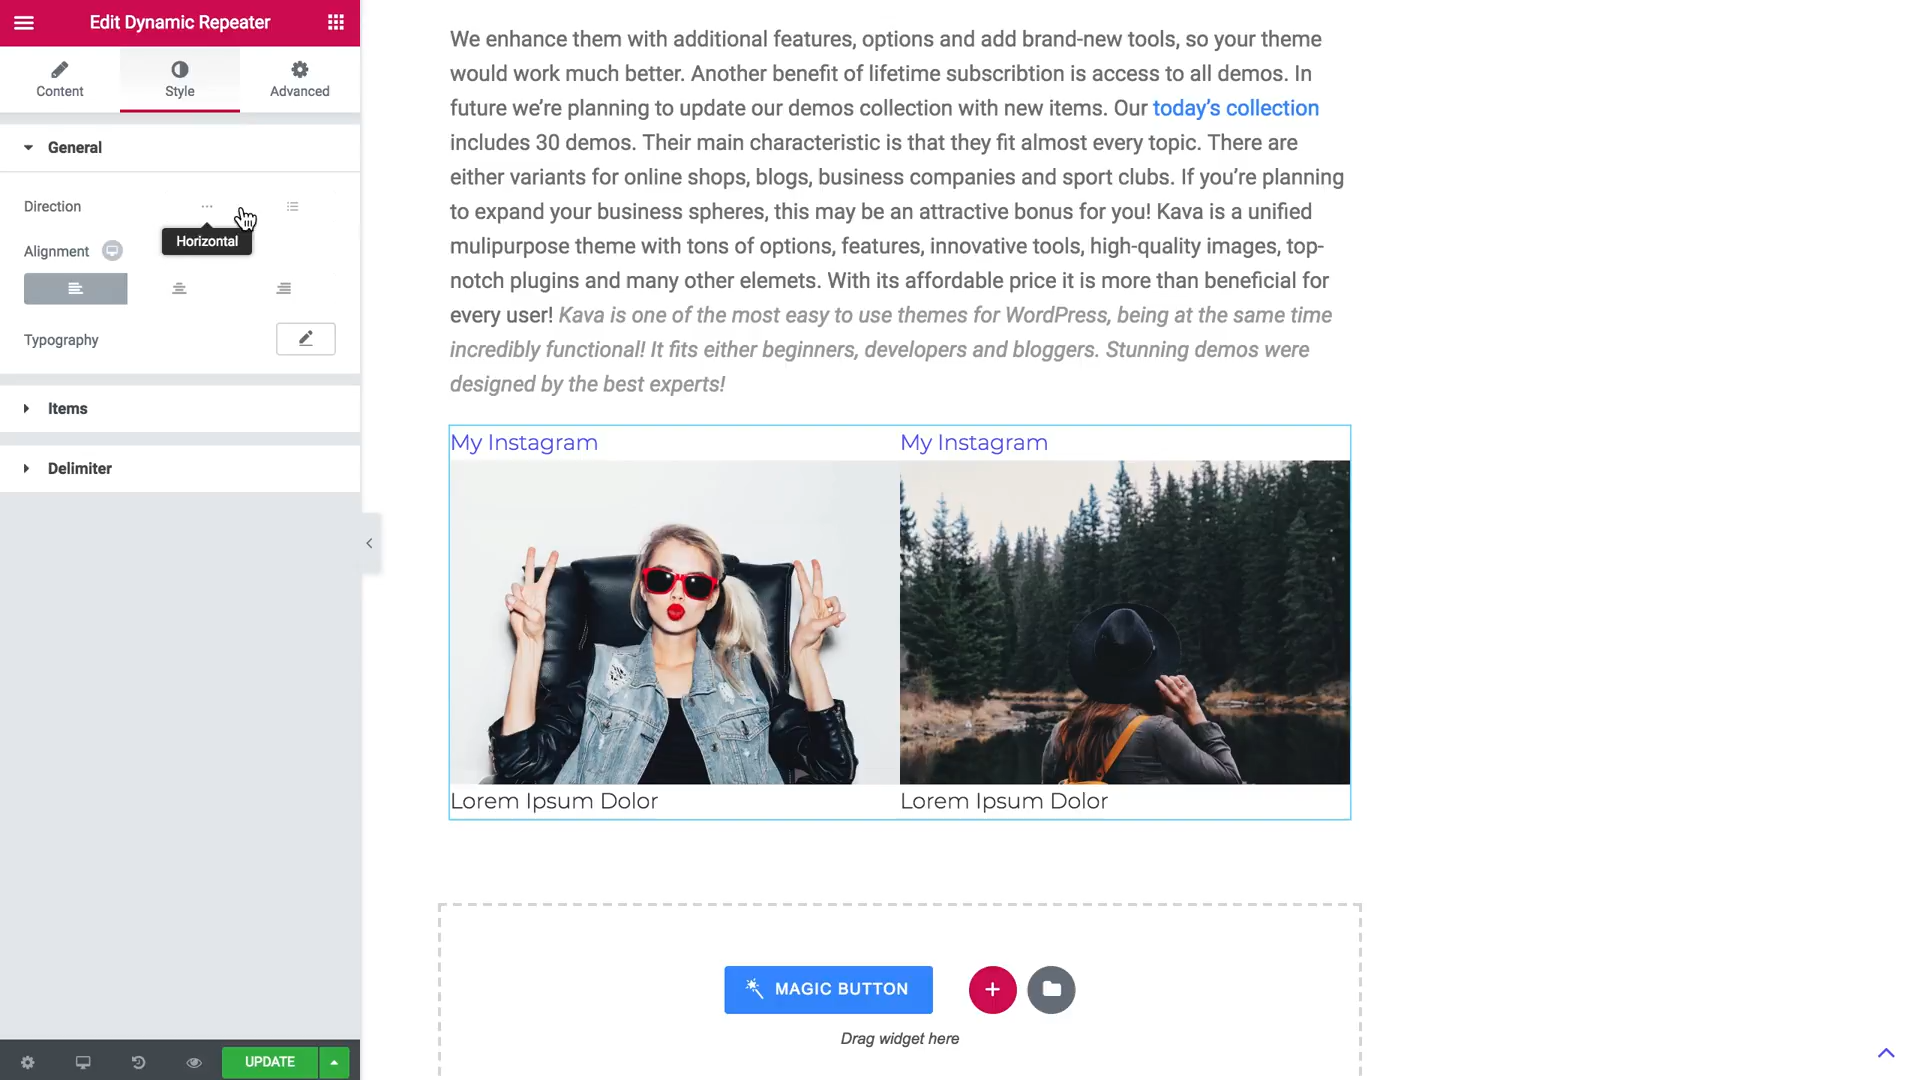 Edit Dynamic Repeater
Content
Style
Advanced
General
Direction
Horizontal
Alignment
Typography
Items
Delimiter
UPDATE
We enhance them with additional features, options and add brand-new tools, so your theme
would work much better. Another benefit of lifetime subscribtion is access to all demos. In
future we're planning to update our demos collection with new items. Our today's collection
includes 30 demos. Their main characteristic is that they fit almost every topic. There are
either variants for online shops, blogs, business companies and sport clubs. If you're planning
to expand your business spheres, this may be an attractive bonus for you! Kava is a unified
mulipurpose theme with tons of options, features, innovative tools, high-quality images, top-
notch plugins and many other elemets. With its affordable price it is more than beneficial for
every user! Kava is one of the most easy to use themes for WordPress, being at the same time
incredibly functional! It fits either beginners, developers and bloggers. Stunning demos were
designed by the best experts!
My Instagram
My Instagram
Lorem Ipsum Dolor
Lorem Ipsum Dolor
MAGIC BUTTON
Drag widget here